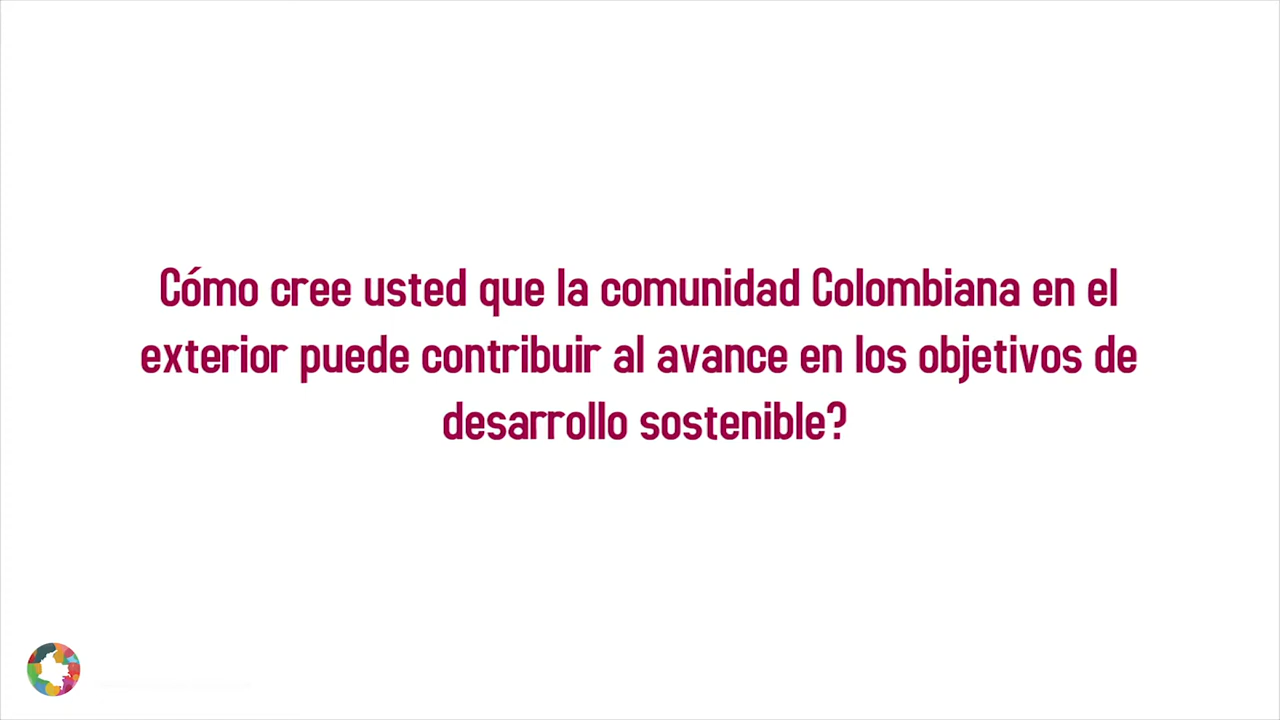 Cómo cree usted que la comunidad Colombiana en el
exterior puede contribuir al avance en los objetivos de
desarrollo sostenible?